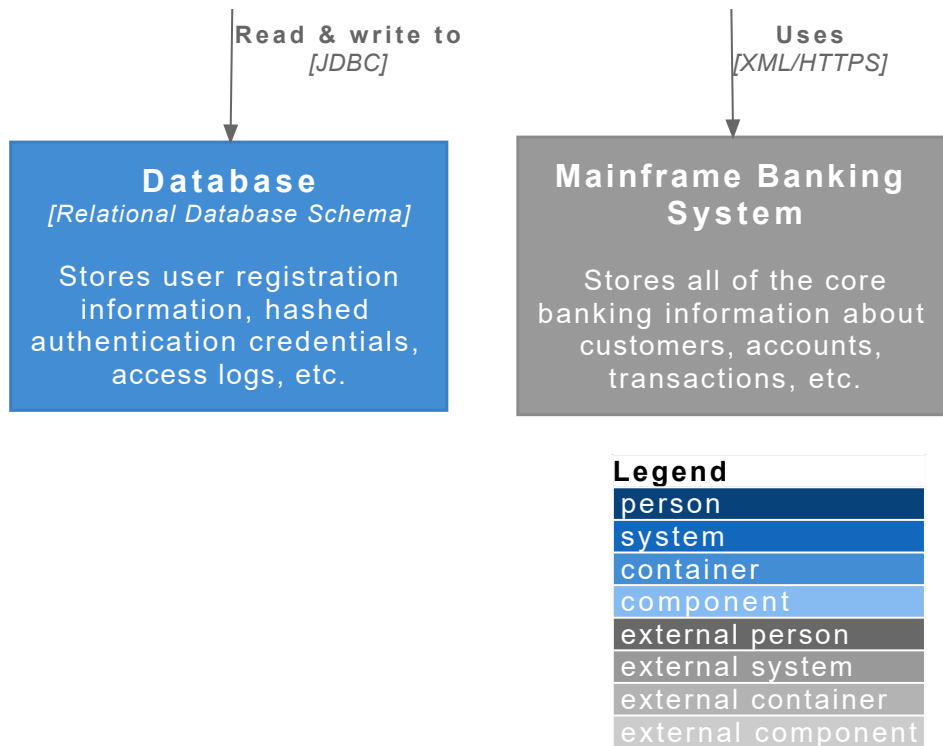 Read & write to
[JDBC]
Uses
[XML/HTTPS]
Database
[Relational Database Schema]
Stores user registration
information, hashed
authentication credentials,
access logs, etc.
Mainframe Banking
System
Stores all of the core
banking information about
customers, accounts,
transactions, etc.
Legend
person
system
container
component
external person
external system
external container
external component